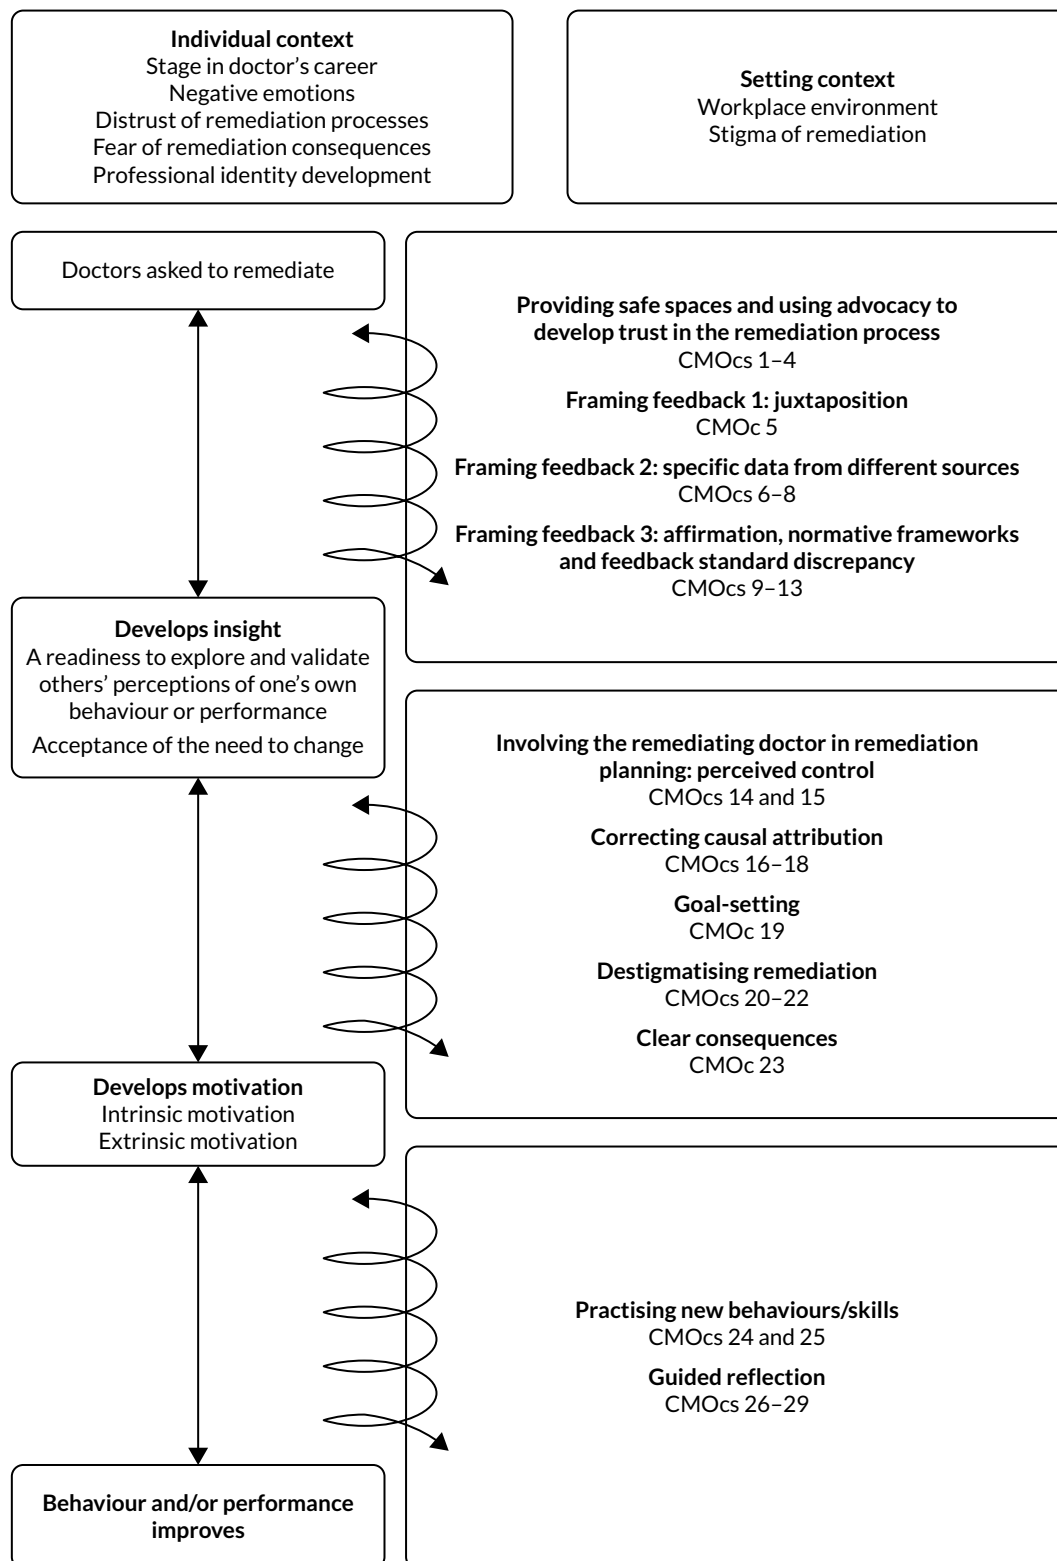 Individual context
Stage in doctor’s career
Negative emotions
Distrust of remediation processes
Fear of remediation consequences
Professional identity development
Setting context
Workplace environment
Stigma of remediation
Doctors asked to remediate
Providing safe spaces and using advocacy to
develop trust in the remediation process
CMOcs 1–4
Framing feedback 1: juxtaposition
CMOc 5
Framing feedback 2: specific data from different sources
CMOcs 6–8
Framing feedback 3: affirmation, normative frameworks
and feedback standard discrepancy
CMOcs 9–13
Develops insight
A readiness to explore and validate
others’ perceptions of one’s own
behaviour or performance
Acceptance of the need to change
Involving the remediating doctor in remediation
planning: perceived control
CMOcs 14 and 15
Correcting causal attribution
CMOcs 16–18
Goal-setting
CMOc 19
Destigmatising remediation
CMOcs 20–22
Clear consequences
CMOc 23
Develops motivation
Intrinsic motivation
Extrinsic motivation
Practising new behaviours/skills
CMOcs 24 and 25
Guided reflection
CMOcs 26–29
Behaviour and/or performance
improves